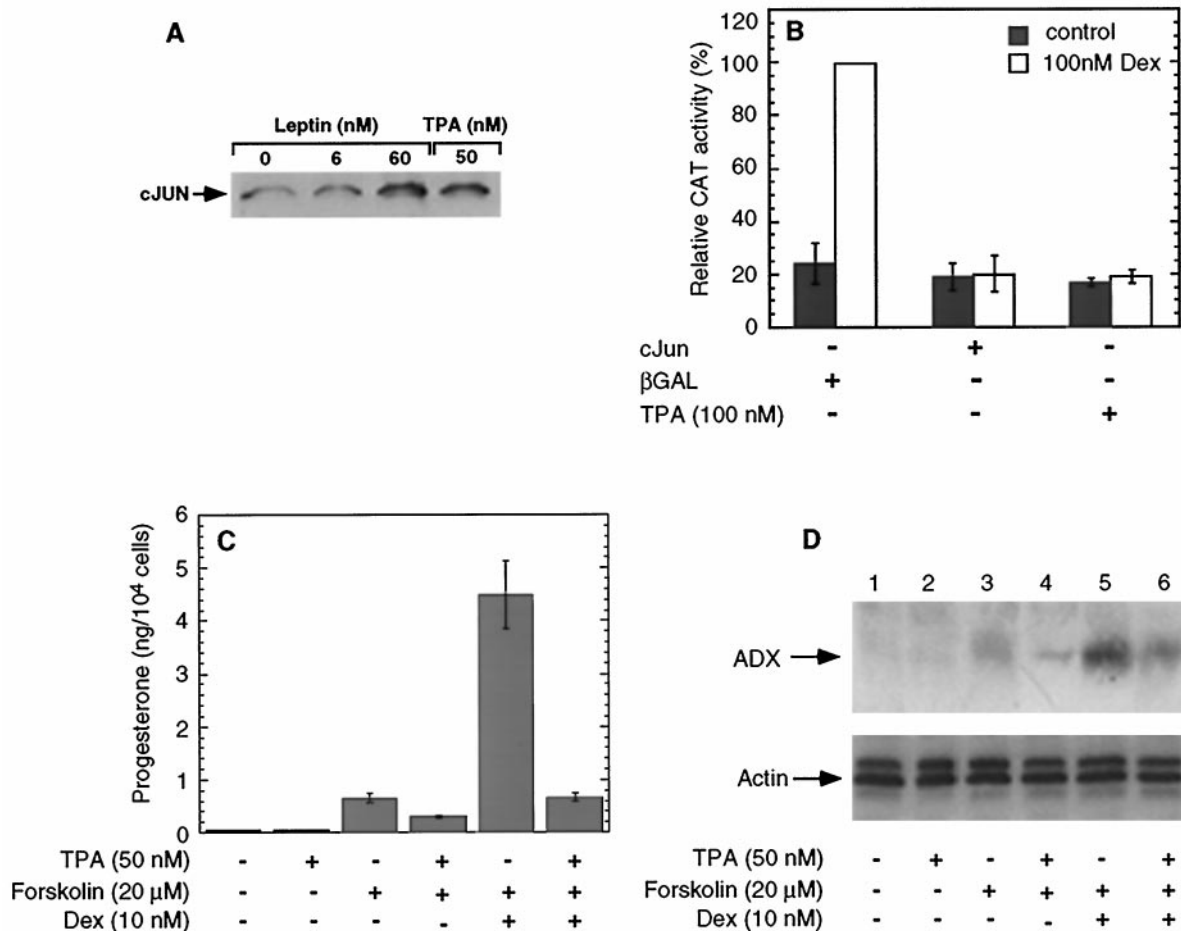 A
Leptin (nM) TPA (nM)
0 6 60 50
cJUN
B
control
100nM Dex
Relative CAT activity (%)
120
100
80
60
40
20
0
cJun - + -
βGAL + - -
TPA (100 nM) - - +
C
Progesterone (ng/10⁴ cells)
6
5
4
3
2
1
0
TPA (50 nM) - + - + - +
Forskolin (20 µM) - - + + + +
Dex (10 nM) - - - - + +
D
1 2 3 4 5 6
ADX
Actin
TPA (50 nM) - + - + - +
Forskolin (20 µM) - - + + + +
Dex (10 nM) - - - - + +